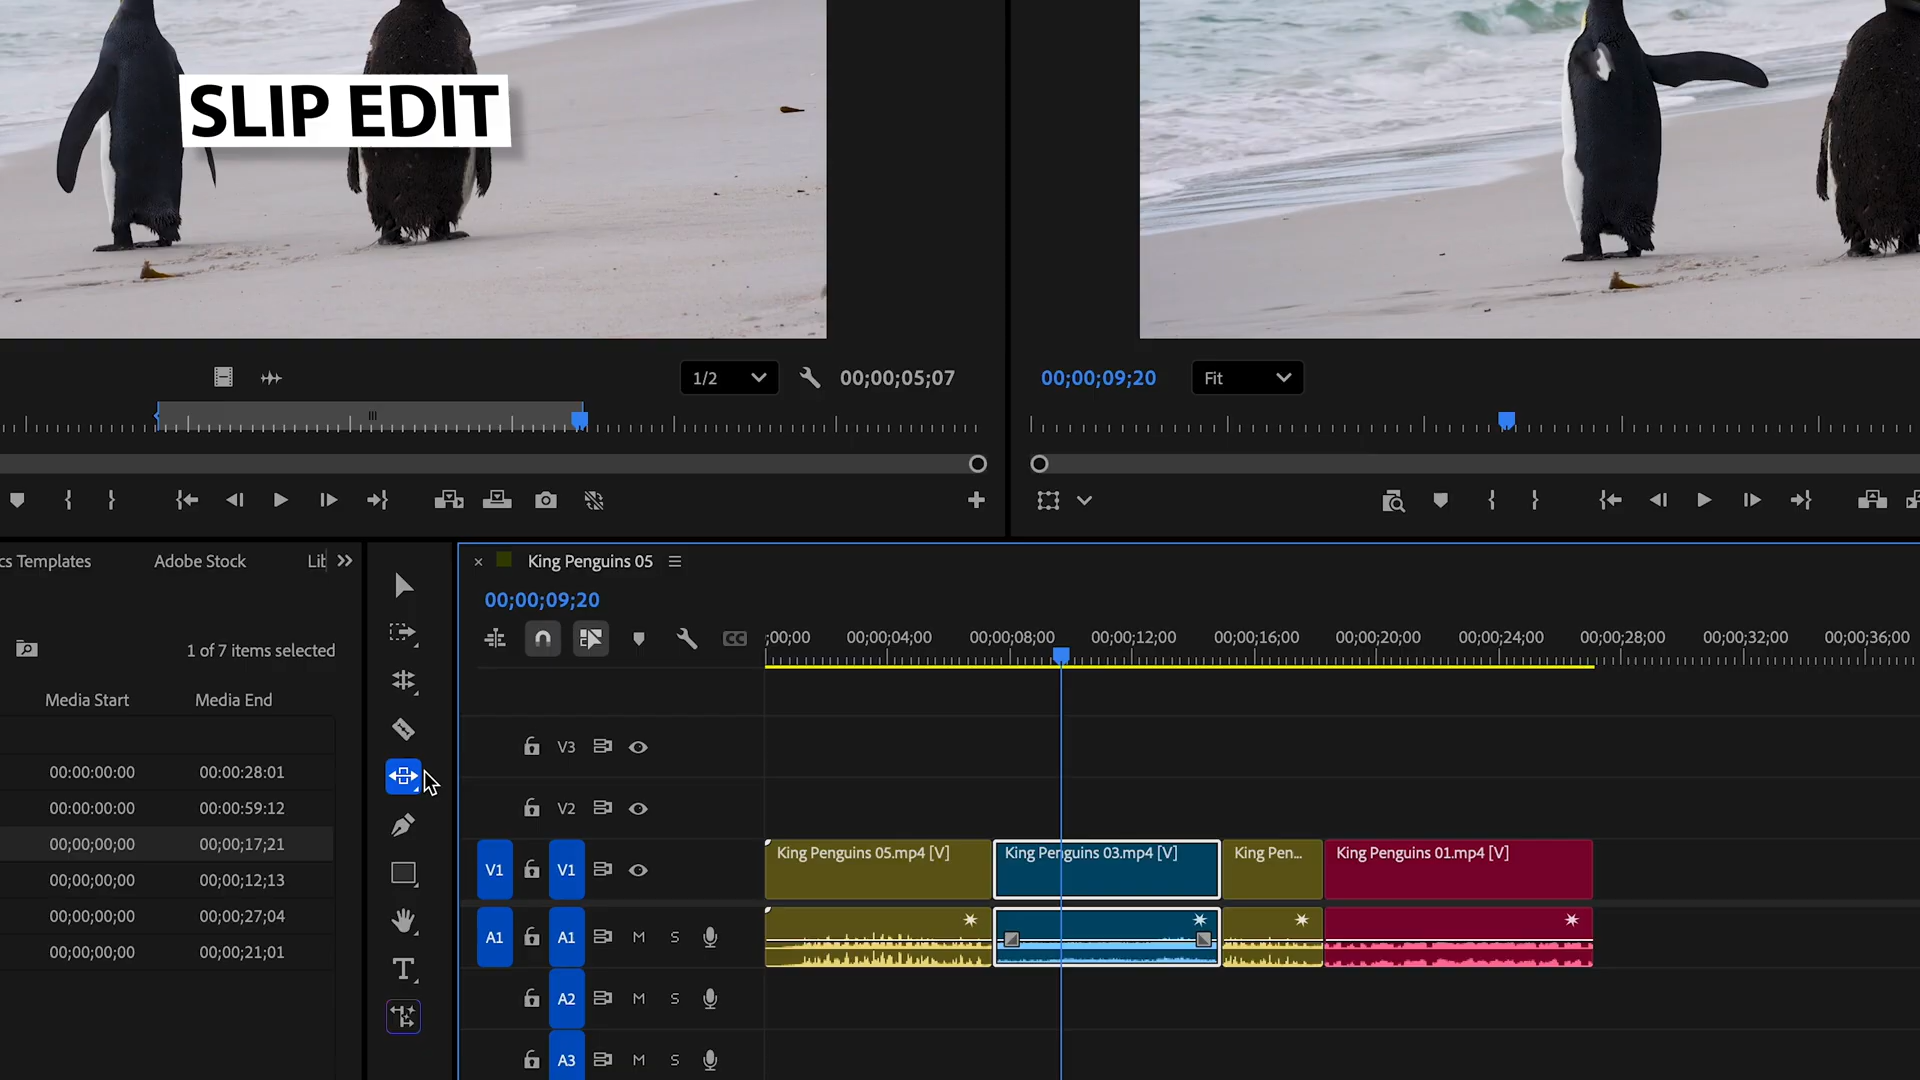 SLIP EDIT
1/2
00;00;05;07
00;00;09;20
Fit
cs Templates
Adobe Stock
Lit
King Penguins 05
00;00;09;20
1 of 7 items selected
CC
;00;00
00;00;04;00
00;00;08;00
00;00;12;00
00;00;16;00
00;00;20;00
00;00;24;00
00;00;28;00
00;00;32;00
00;00;36;00
Media Start
Media End
V3
00:00:00:00
00:00:28:01
00:00:00:00
00:00:59:12
V2
00;00;00;00
00;00;17;21
V1
V1
King Penguins 05.mp4 [V]
King Penguins 03.mp4 [V]
King Pen...
King Penguins 01.mp4 [V]
00;00;00;00
00;00;12;13
00;00;00;00
00;00;27;04
A1
A1
M
S
00;00;00;00
00;00;21;01
A2
M
S
A3
M
S